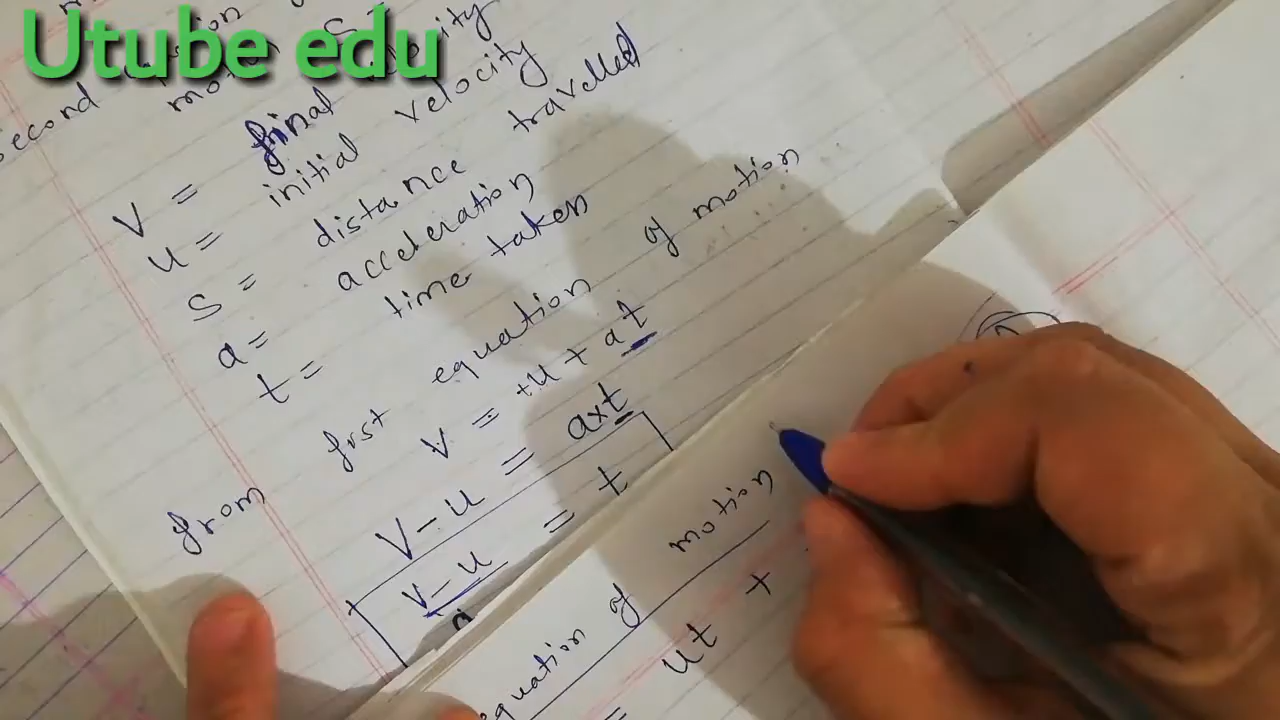 Utube edu
second
motion S
V = final velocity
u = initial velocity
S = distance travelled
a = acceleration
t = time taken
from frst equation of motion
V = +u + at
V - u = axt
V - u / a = t
equation of motion
= ut +